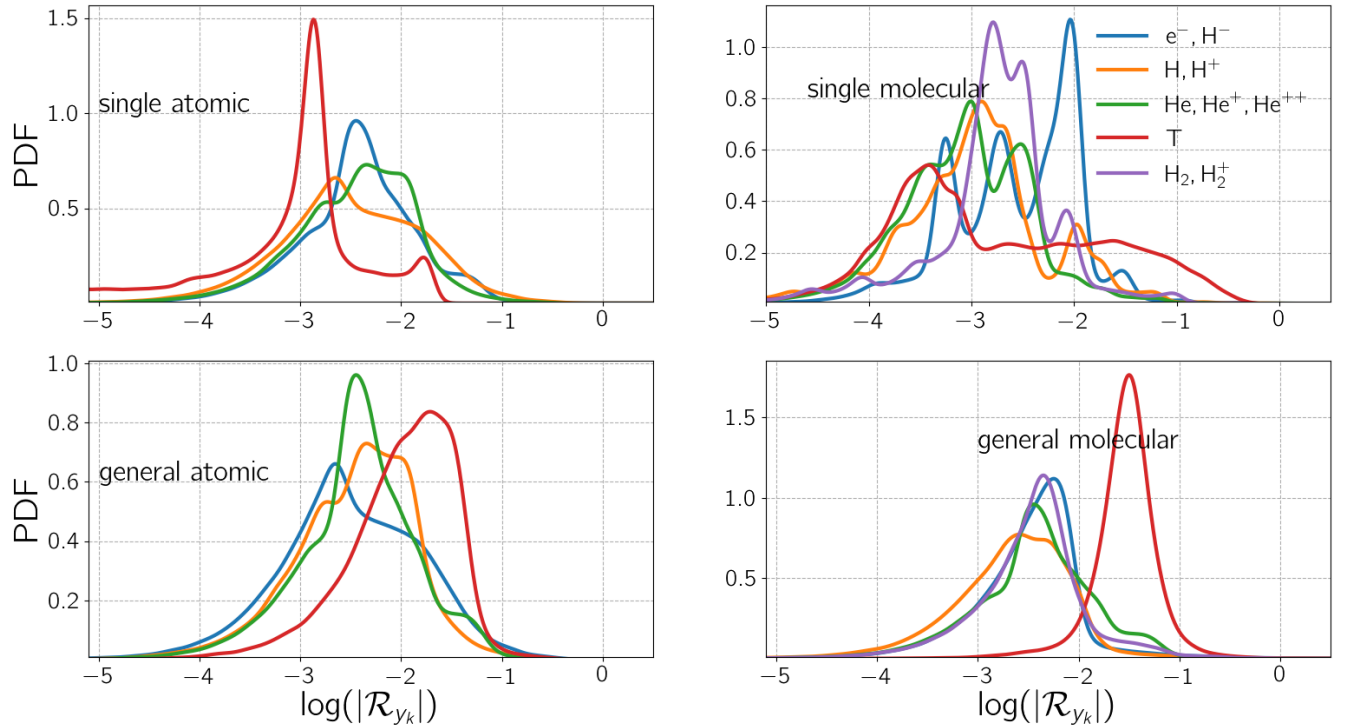 1.5
1.0
0.5
PDF
single atomic
−5 −4 −3 −2 −1 0
1.0
0.8
0.6
0.4
0.2
single molecular
e⁻, H⁻
H, H⁺
He, He⁺, He⁺⁺
T
H₂, H₂⁺
−5 −4 −3 −2 −1 0
1.0
0.8
0.6
0.4
0.2
PDF
general atomic
−5 −4 −3 −2 −1 0
log(|𝓡_{y_k}|)
1.5
1.0
0.5
general molecular
−5 −4 −3 −2 −1 0
log(|𝓡_{y_k}|)